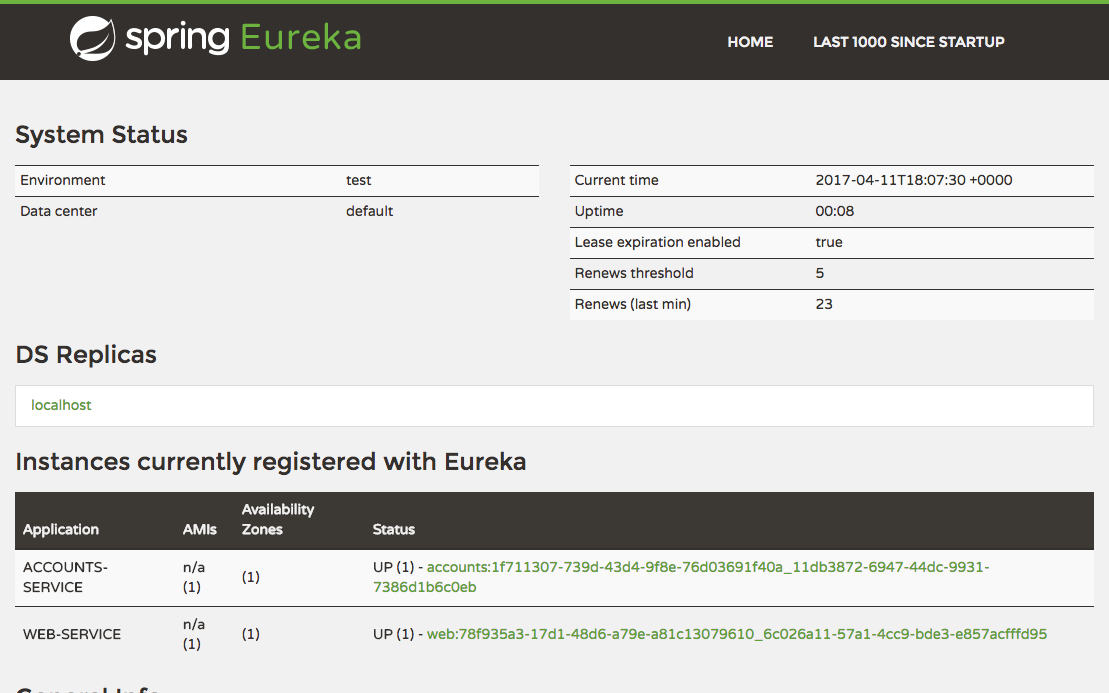 spring Eureka
HOME LAST 1000 SINCE STARTUP
System Status
Environment test
Data center default
Current time 2017-04-11T18:07:30 +0000
Uptime 00:08
Lease expiration enabled true
Renews threshold 5
Renews (last min) 23
DS Replicas
localhost
Instances currently registered with Eureka
Application AMIs Availability Zones Status
ACCOUNTS-SERVICE n/a (1) (1) UP (1) - accounts:1f711307-739d-43d4-9f8e-76d03691f40a_11db3872-6947-44dc-9931-
7386d1b6c0eb
WEB-SERVICE n/a (1) (1) UP (1) - web:78f935a3-17d1-48d6-a79e-a81c13079610_6c026a11-57a1-4cc9-bde3-e857acfffd95
General Info